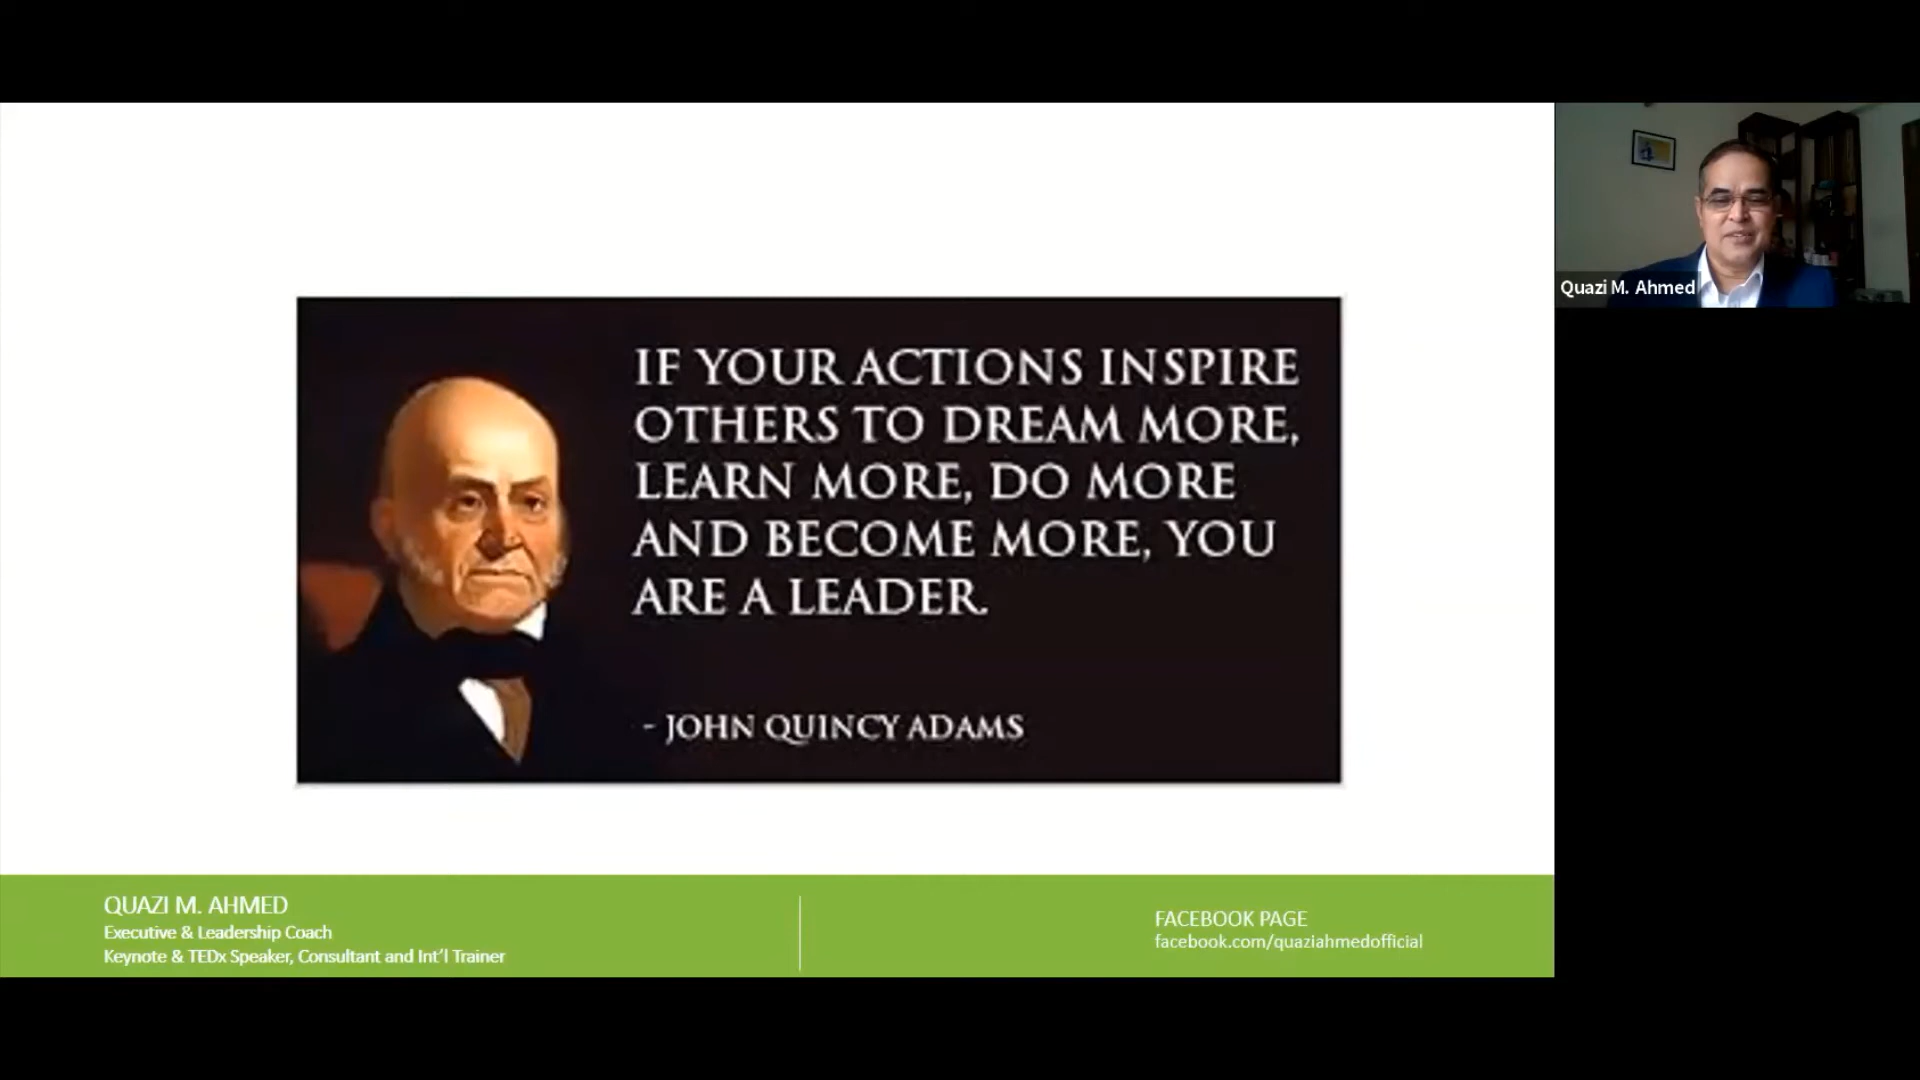 IF YOUR ACTIONS INSPIRE
OTHERS TO DREAM MORE,
LEARN MORE, DO MORE
AND BECOME MORE, YOU
ARE A LEADER.
- JOHN QUINCY ADAMS
Quazi M. Ahmed
QUAZI M. AHMED
Executive & Leadership Coach
Keynote & TEDx Speaker, Consultant and Int'l Trainer
FACEBOOK PAGE
facebook.com/quaziahmedofficial